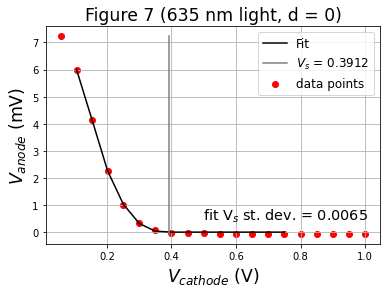 Figure 7 (635 nm light, d = 0)
Fit
V_s = 0.3912
data points
7
6
5
4
3
2
1
0
V_anode (mV)
fit V_s st. dev. = 0.0065
0.2 0.4 0.6 0.8 1.0
V_cathode (V)